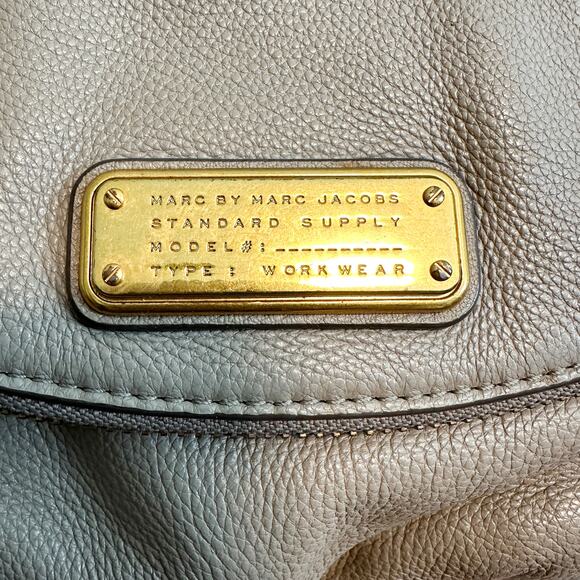 MARC BY MARC JACOBS
STANDARD SUPPLY
MODEL #: __________
TYPE : WORKWEAR